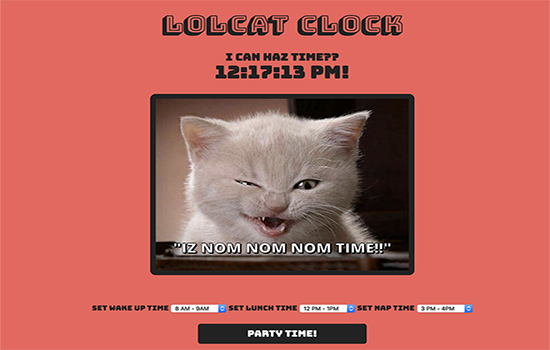 LOLCAT CLOCK
I CAN HAZ TIME??
12:17:13 PM!
"IZ NOM NOM NOM TIME!!"
SET WAKE UP TIME 8 AM - 9AM SET LUNCH TIME 12 PM - 1PM SET NAP TIME 3 PM - 4PM
PARTY TIME!